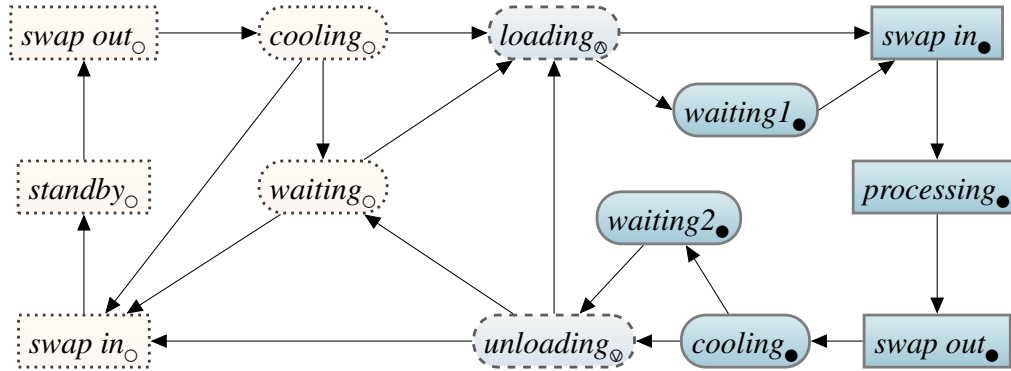 swap out○
cooling○
loading⩛
swap in●
waiting1●
standby○
waiting○
processing●
waiting2●
swap in○
unloading⩛
cooling●
swap out●